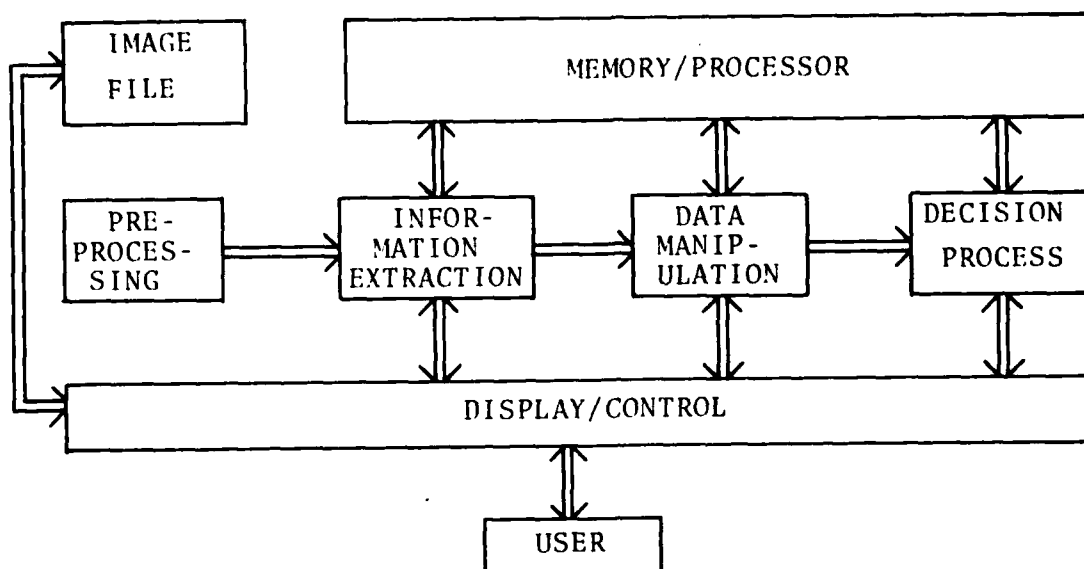 IMAGE
FILE
MEMORY/PROCESSOR
PRE-
PROCES-
SING
INFOR-
MATION
EXTRACTION
DATA
MANIP-
ULATION
DECISION
PROCESS
DISPLAY/CONTROL
USER